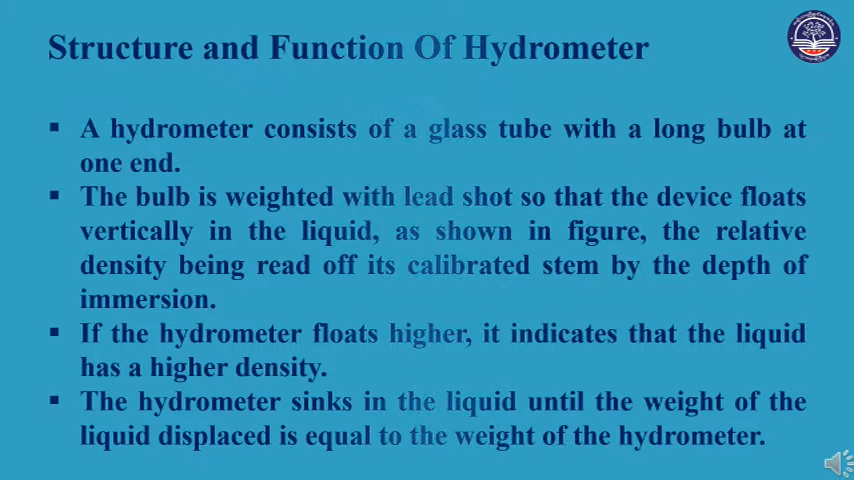 Structure and Function Of Hydrometer
▪ A hydrometer consists of a glass tube with a long bulb at
one end.
▪ The bulb is weighted with lead shot so that the device floats
vertically in the liquid, as shown in figure, the relative
density being read off its calibrated stem by the depth of
immersion.
▪ If the hydrometer floats higher, it indicates that the liquid
has a higher density.
▪ The hydrometer sinks in the liquid until the weight of the
liquid displaced is equal to the weight of the hydrometer.